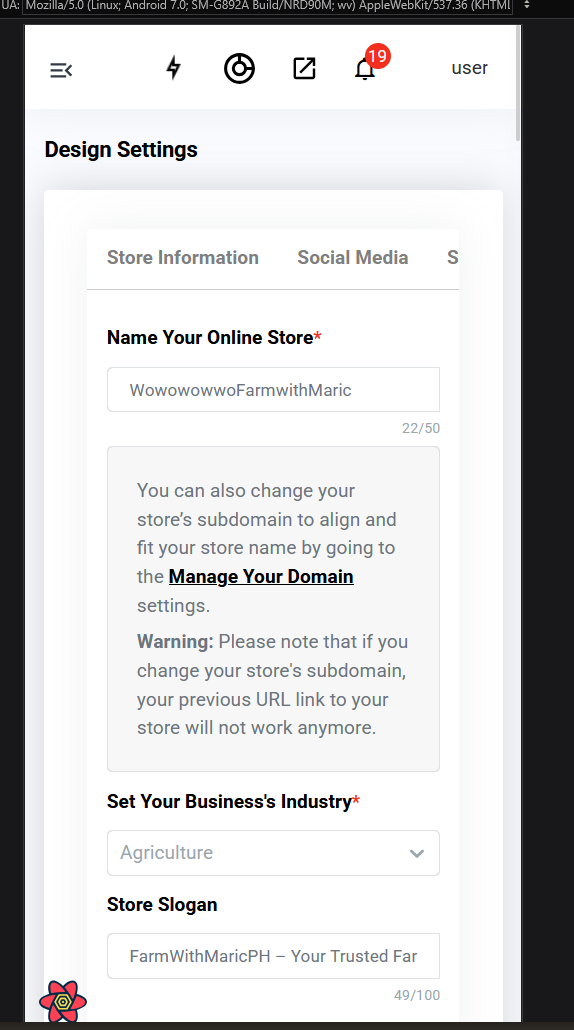 UA: Mozilla/5.0 (Linux; Android 7.0; SM-G892A Build/NRD90M; wv) AppleWebKit/537.36 (KHTML
19
user
Design Settings
Store Information Social Media S
Name Your Online Store*
WowowowwoFarmwithMaric
22/50
You can also change your
store’s subdomain to align and
fit your store name by going to
the Manage Your Domain
settings.
Warning: Please note that if you
change your store's subdomain,
your previous URL link to your
store will not work anymore.
Set Your Business's Industry*
Agriculture
Store Slogan
FarmWithMaricPH – Your Trusted Far
49/100